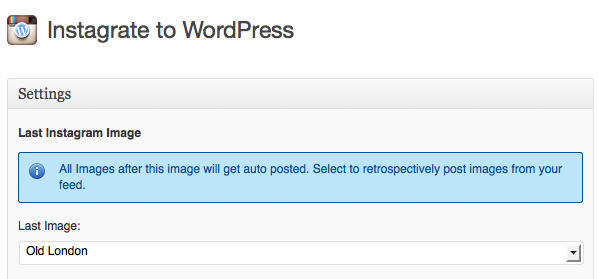 Instagrate to WordPress
Settings
Last Instagram Image
All Images after this image will get auto posted. Select to retrospectively post images from your
feed.
Last Image:
Old London